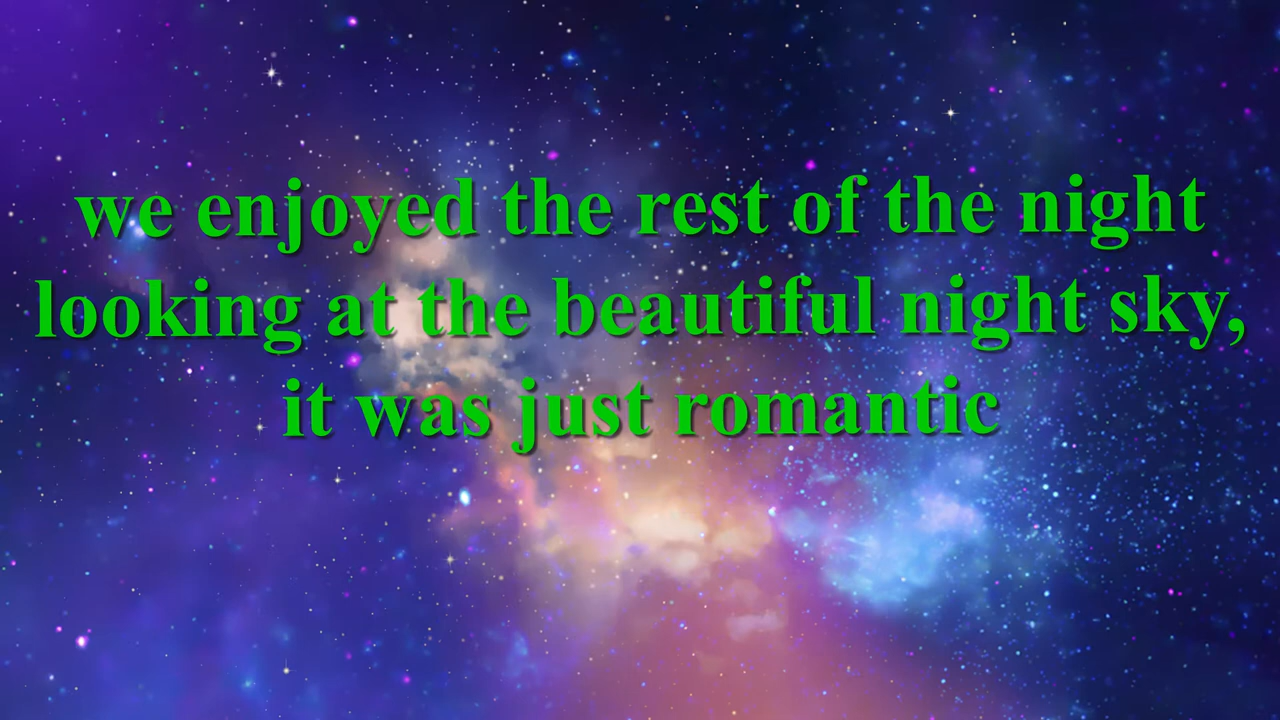 we enjoyed the rest of the night
looking at the beautiful night sky,
it was just romantic